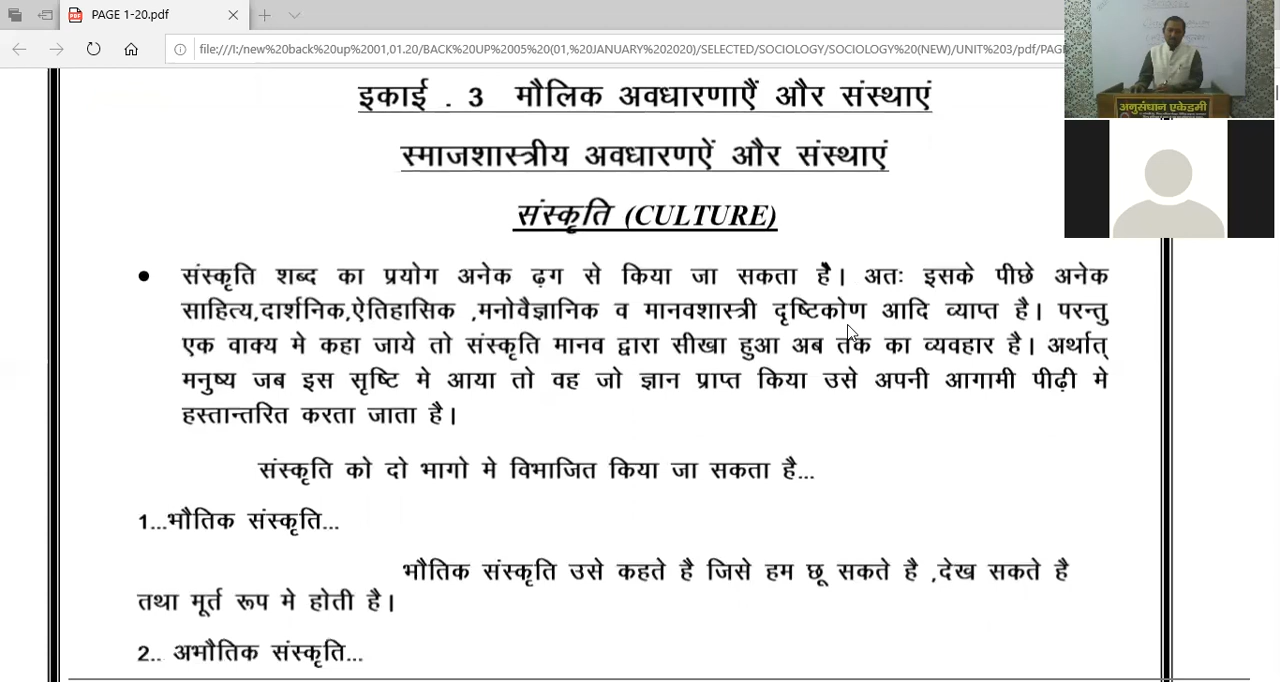 PAGE 1-20.pdf
file:///I:/new%20back%20up%2001,01.20/BACK%20UP%2005%20(01,%20JANUARY%202020)/SELECTED/SOCIOLOGY/SOCIOLOGY%20(NEW)/UNIT%203/pdf/PAG
इकाई . 3 मौलिक अवधारणाएैं और संस्थाएं
स्माजशास्त्रीय अवधारणऐं और संस्थाएं
संस्कृति (CULTURE)
● संस्कृति शब्द का प्रयोग अनेक ढ़ग से किया जा सकता है। अतः इसके पीछे अनेक
साहित्य,दार्शनिक,ऐतिहासिक ,मनोवैज्ञानिक व मानवशास्त्री दृष्टिकोण आदि व्याप्त है। परन्तु
एक वाक्य मे कहा जाये तो संस्कृति मानव द्वारा सीखा हुआ अब तक का व्यवहार है। अर्थात्
मनुष्य जब इस सृष्टि मे आया तो वह जो ज्ञान प्राप्त किया उसे अपनी आगामी पीढ़ी मे
हस्तान्तरित करता जाता है।
संस्कृति को दो भागो मे विभाजित किया जा सकता है...
1...भौतिक संस्कृति...
भौतिक संस्कृति उसे कहते है जिसे हम छू सकते है ,देख सकते है
तथा मूर्त रूप मे होती है।
2.. अभौतिक संस्कृति...
अनुसंधान एकेडमी